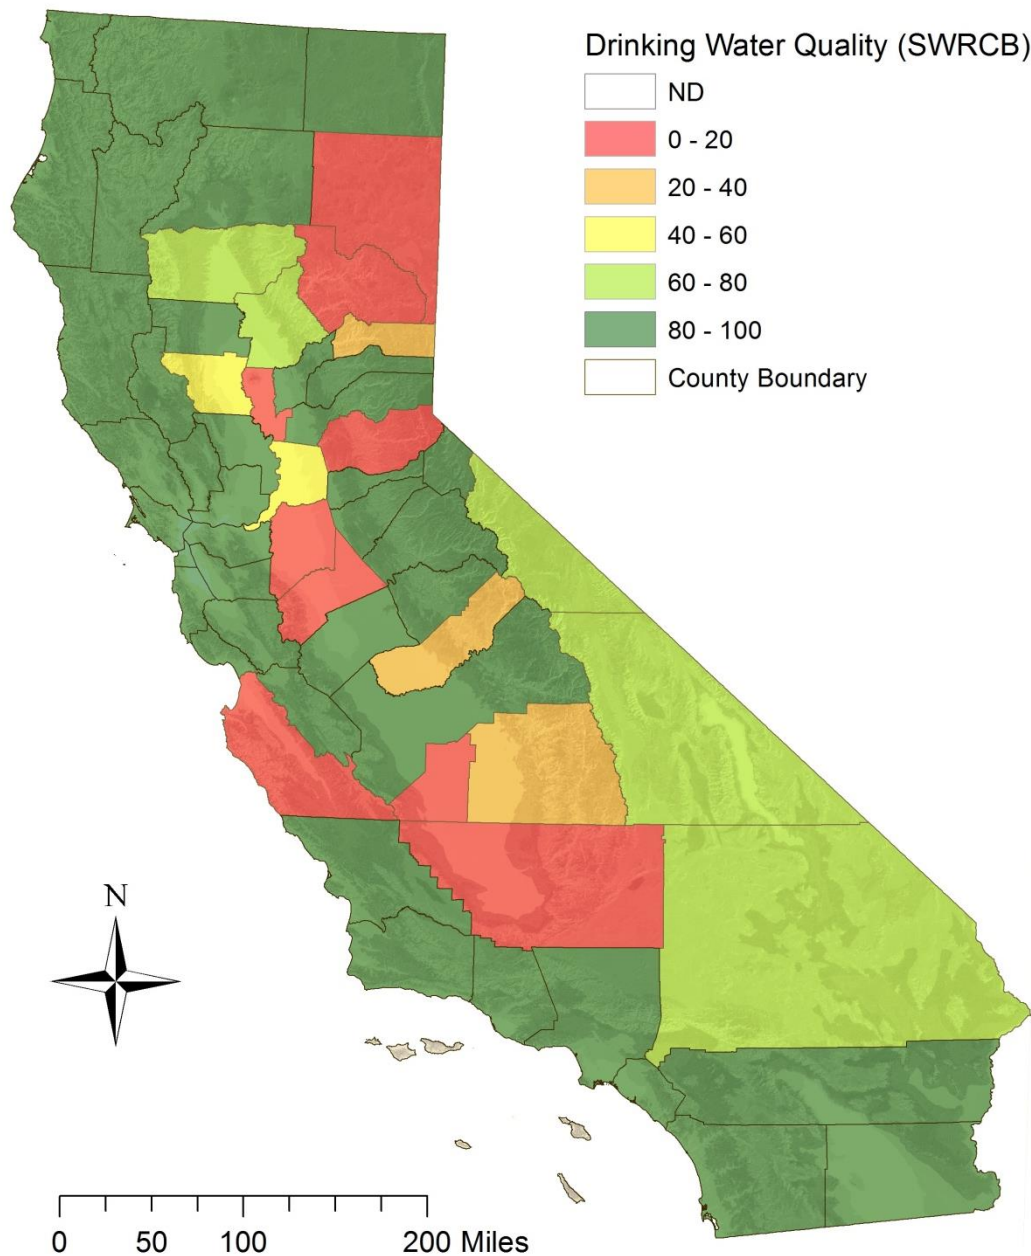 Drinking Water Quality (SWRCB)
ND
0 - 20
20 - 40
40 - 60
60 - 80
80 - 100
County Boundary
N
0 50 100 200 Miles